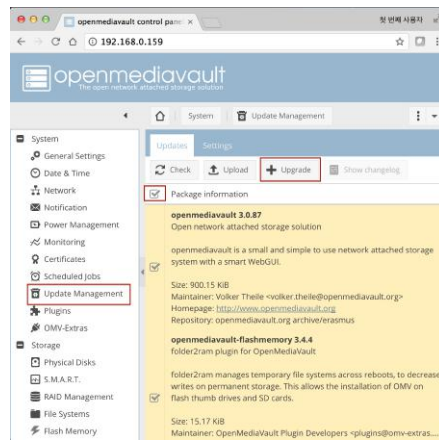 openmediavault control pane
첫 번째 사용자
192.168.0.159
openmediavault
The open network attached storage solution
System
Update Management
System
General Settings
Date & Time
Network
Notification
Power Management
Monitoring
Certificates
Scheduled Jobs
Update Management
Plugins
OMV-Extras
Storage
Physical Disks
S.M.A.R.T.
RAID Management
File Systems
Flash Memory
Updates
Settings
Check
Upload
Upgrade
Show changelog
Package information
openmediavault 3.0.87
Open network attached storage solution
openmediavault is a small and simple to use network attached storage
system with a smart WebGUI.
Size: 900.15 KiB
Maintainer: Volker Theile <volker.theile@openmediavault.org>
Homepage: http://www.openmediavault.org
Repository: openmediavault.org archive/erasmus
openmediavault-flashmemory 3.4.4
folder2ram plugin for OpenMediaVault
folder2ram manages temporary file systems across reboots, to decrease
writes on permanent storage. This allows the installation of OMV on
flash thumb drives and SD cards.
Size: 15.17 KiB
Maintainer: OpenMediaVault Plugin Developers <plugins@omv-extras....